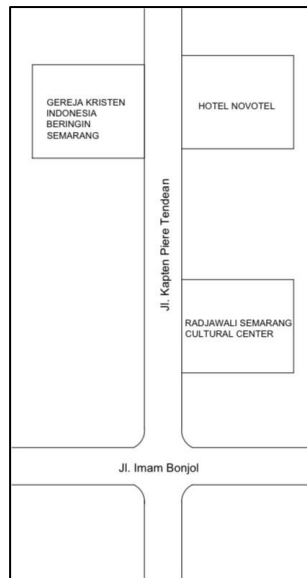 GEREJA KRISTEN
INDONESIA
BERINGIN
SEMARANG
HOTEL NOVOTEL
Jl. Kapten Piere Tendean
RADJAWALI SEMARANG
CULTURAL CENTER
Jl. Imam Bonjol